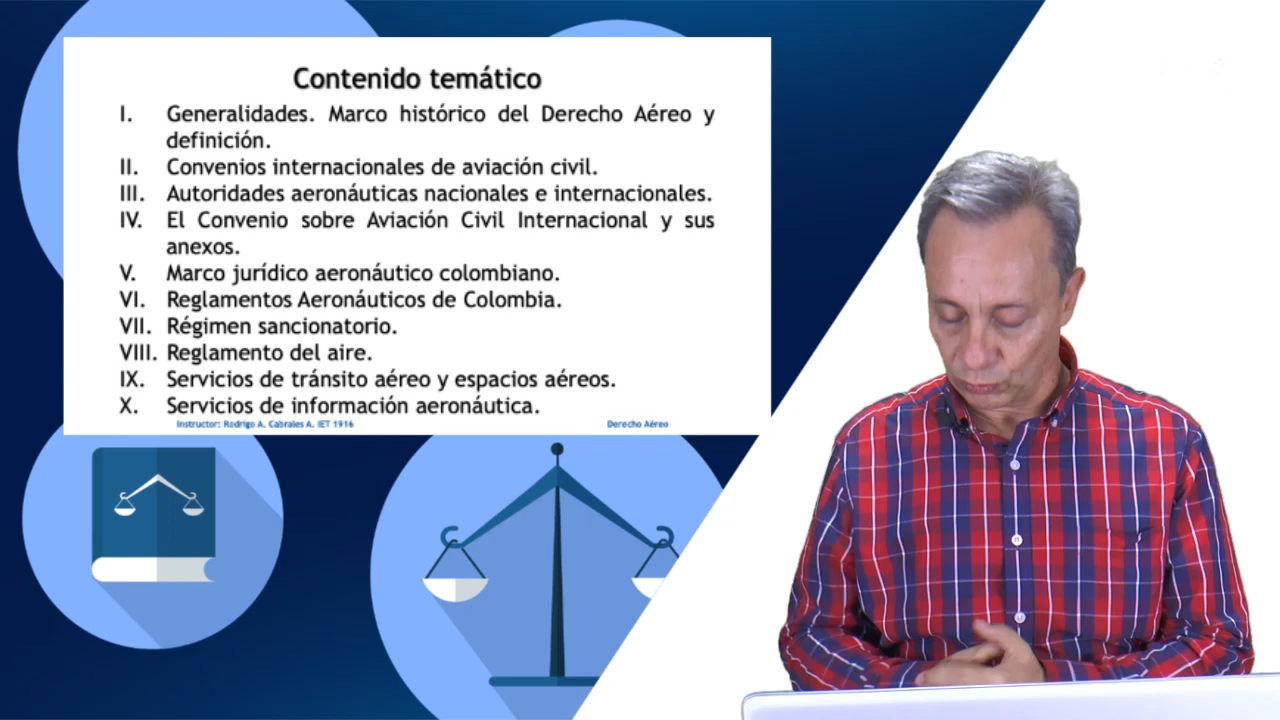 Contenido temático
I. Generalidades. Marco histórico del Derecho Aéreo y
definición.
II. Convenios internacionales de aviación civil.
III. Autoridades aeronáuticas nacionales e internacionales.
IV. El Convenio sobre Aviación Civil Internacional y sus
anexos.
V. Marco jurídico aeronáutico colombiano.
VI. Reglamentos Aeronáuticos de Colombia.
VII. Régimen sancionatorio.
VIII. Reglamento del aire.
IX. Servicios de tránsito aéreo y espacios aéreos.
X. Servicios de información aeronáutica.
Instructor: Rodrigo A. Cabrales A. IET 1916
Derecho Aéreo